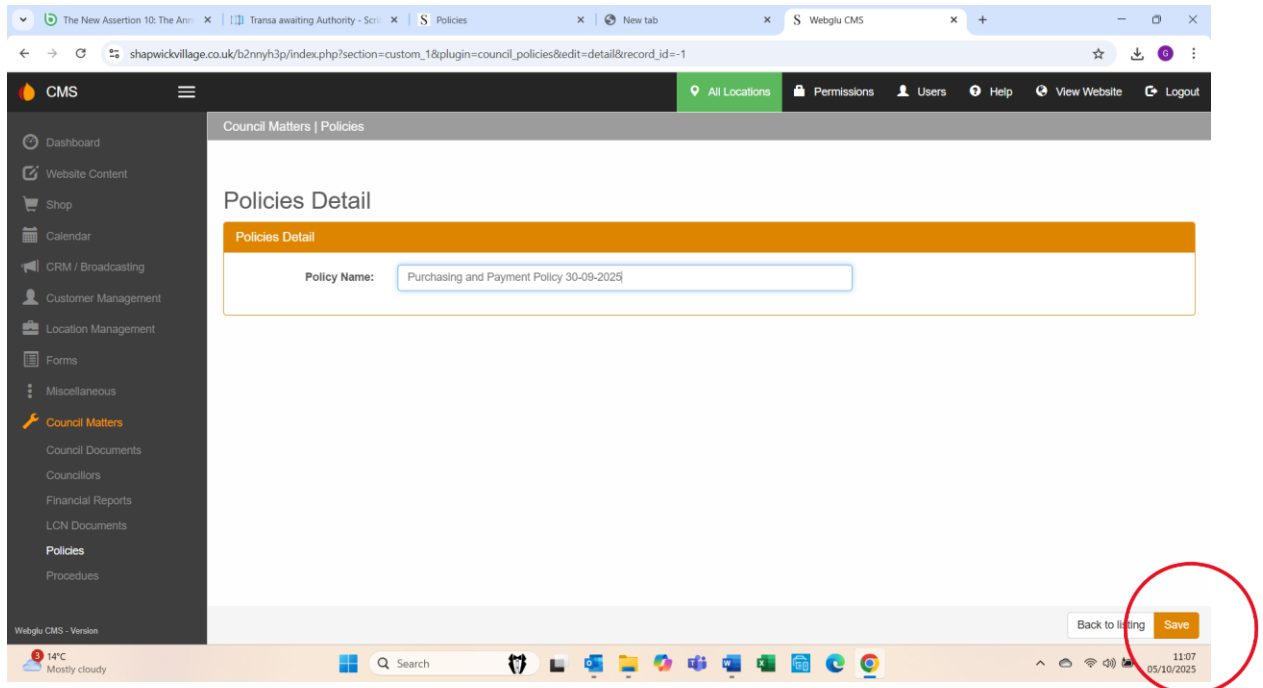 The New Assertion 10: The Ann
Transa awaiting Authority - Scri
S Policies
New tab
S Webglu CMS
shapwickvillage.co.uk/b2nnyh3p/index.php?section=custom_1&plugin=council_policies&edit=detail&record_id=-1
G
CMS
All Locations
Permissions
Users
Help
View Website
Logout
Council Matters | Policies
Dashboard
Website Content
Shop
Calendar
CRM / Broadcasting
Customer Management
Location Management
Forms
Miscellaneous
Council Matters
Council Documents
Councillors
Financial Reports
LCN Documents
Policies
Procedues
Webglu CMS - Version
Policies Detail
Policies Detail
Policy Name:
Purchasing and Payment Policy 30-09-2025
Back to listing
Save
3
14°C
Mostly cloudy
Search
11:07
05/10/2025